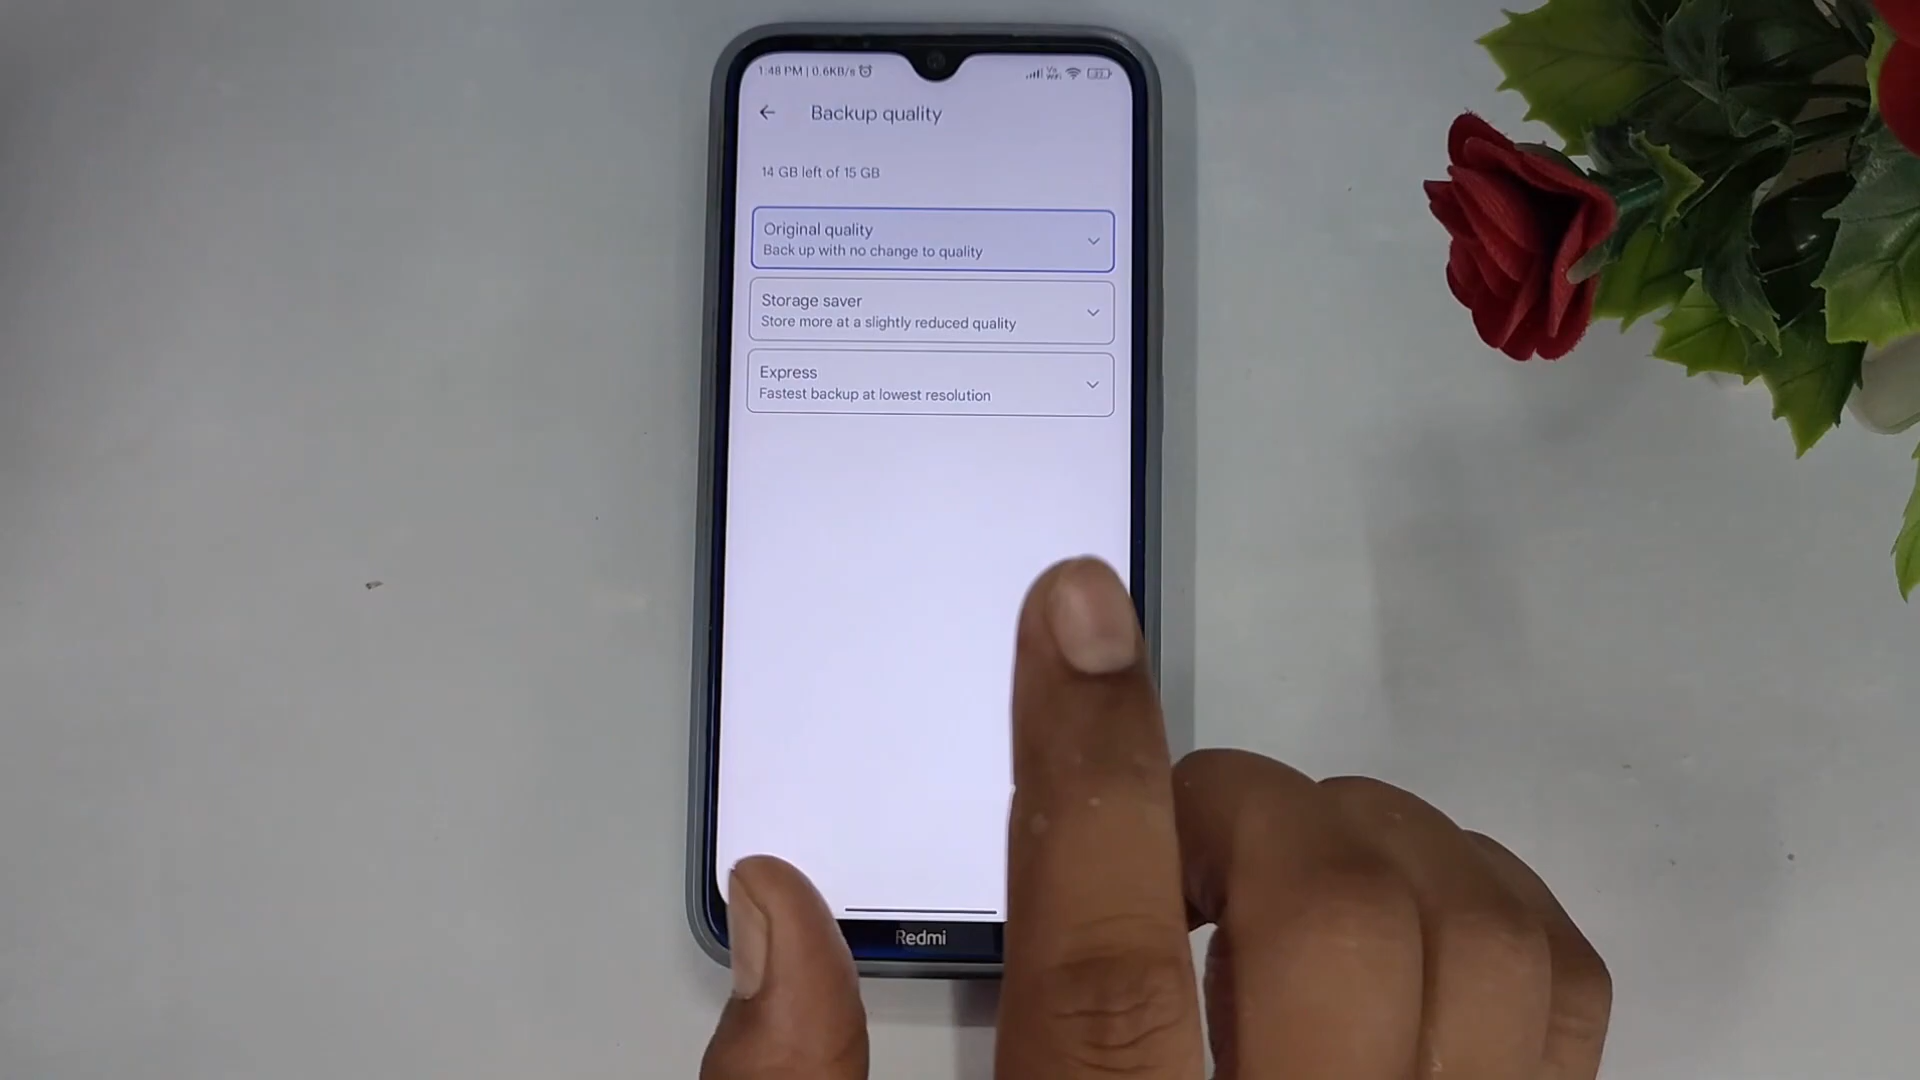 1:48 PM | 0.6KB/s
Backup quality
14 GB left of 15 GB
Original quality
Back up with no change to quality
Storage saver
Store more at a slightly reduced quality
Express
Fastest backup at lowest resolution
Redmi